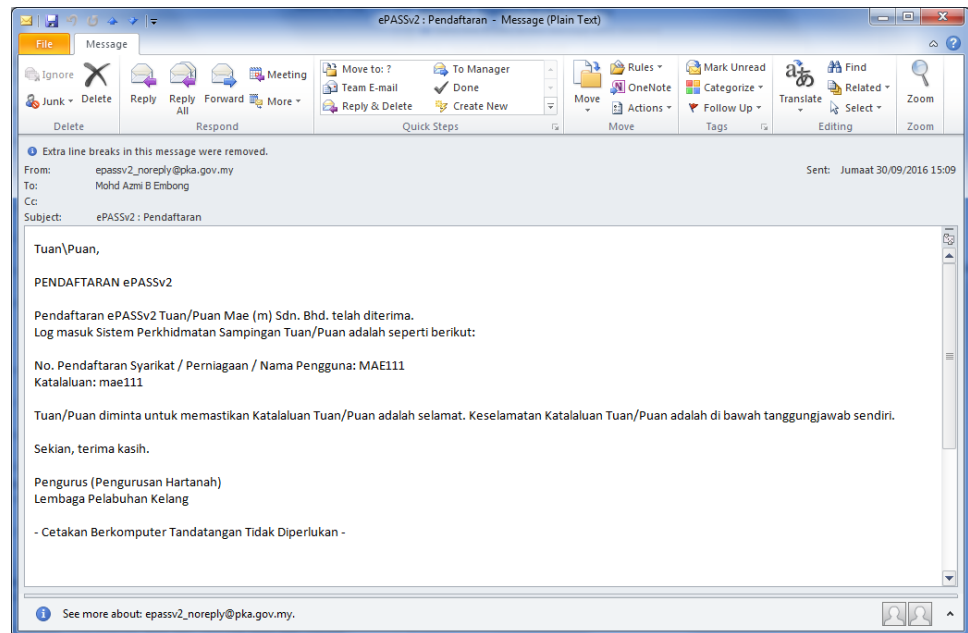 ePASSv2 : Pendaftaran - Message (Plain Text)
File Message
Ignore
Junk Delete
Reply Reply All Forward
Meeting
More
Move to: ? To Manager
Team E-mail Done
Reply & Delete Create New
Move
Rules
OneNote
Actions
Mark Unread
Categorize
Follow Up
Translate
Find
Related
Select
Zoom
Delete Respond Quick Steps Move Tags Editing Zoom
Extra line breaks in this message were removed.
From: epassv2_noreply@pka.gov.my Sent: Jumaat 30/09/2016 15:09
To: Mohd Azmi B Embong
Cc:
Subject: ePASSv2 : Pendaftaran
Tuan\Puan,
PENDAFTARAN ePASSv2
Pendaftaran ePASSv2 Tuan/Puan Mae (m) Sdn. Bhd. telah diterima.
Log masuk Sistem Perkhidmatan Sampingan Tuan/Puan adalah seperti berikut:
No. Pendaftaran Syarikat / Perniagaan / Nama Pengguna: MAE111
Katalaluan: mae111
Tuan/Puan diminta untuk memastikan Katalaluan Tuan/Puan adalah selamat. Keselamatan Katalaluan Tuan/Puan adalah di bawah tanggungjawab sendiri.
Sekian, terima kasih.
Pengurus (Pengurusan Hartanah)
Lembaga Pelabuhan Kelang
- Cetakan Berkomputer Tandatangan Tidak Diperlukan -
See more about: epassv2_noreply@pka.gov.my.